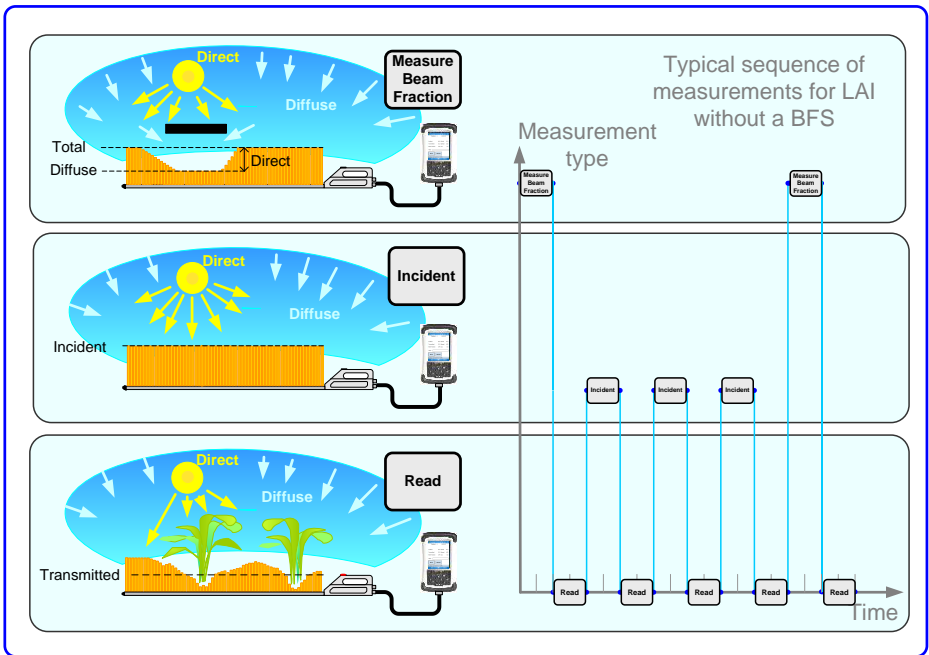 Direct
Diffuse
Total
Diffuse
Direct
Measure
Beam
Fraction
Typical sequence of
measurements for LAI
without a BFS
Measurement
type
Measure
Beam
Fraction
Measure
Beam
Fraction
Direct
Diffuse
Incident
Incident
Incident
Incident
Incident
Direct
Diffuse
Transmitted
Read
Read
Read
Read
Read
Read
Time